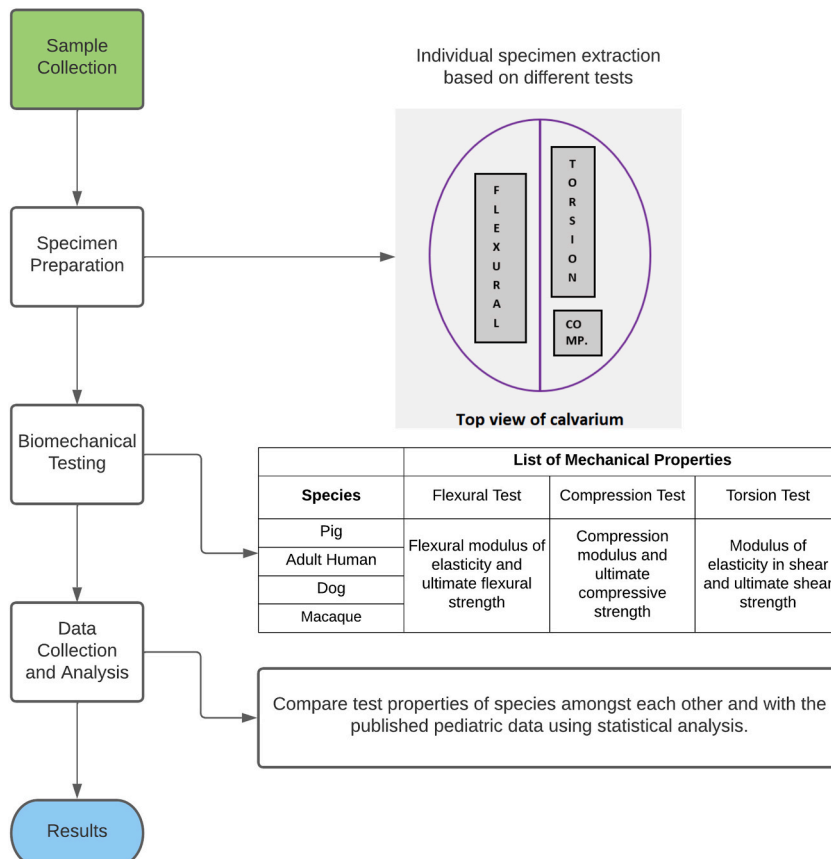 Sample
Collection
Individual specimen extraction
based on different tests
Specimen
Preparation
FLEXURAL
TORSION
CO
MP.
Top view of calvarium
Biomechanical
Testing
List of Mechanical Properties
Species
Flexural Test
Compression Test
Torsion Test
Pig
Adult Human
Dog
Macaque
Flexural modulus of
elasticity and
ultimate flexural
strength
Compression
modulus and
ultimate
compressive
strength
Modulus of
elasticity in shear
and ultimate shear
strength
Data
Collection
and Analysis
Compare test properties of species amongst each other and with the
published pediatric data using statistical analysis.
Results